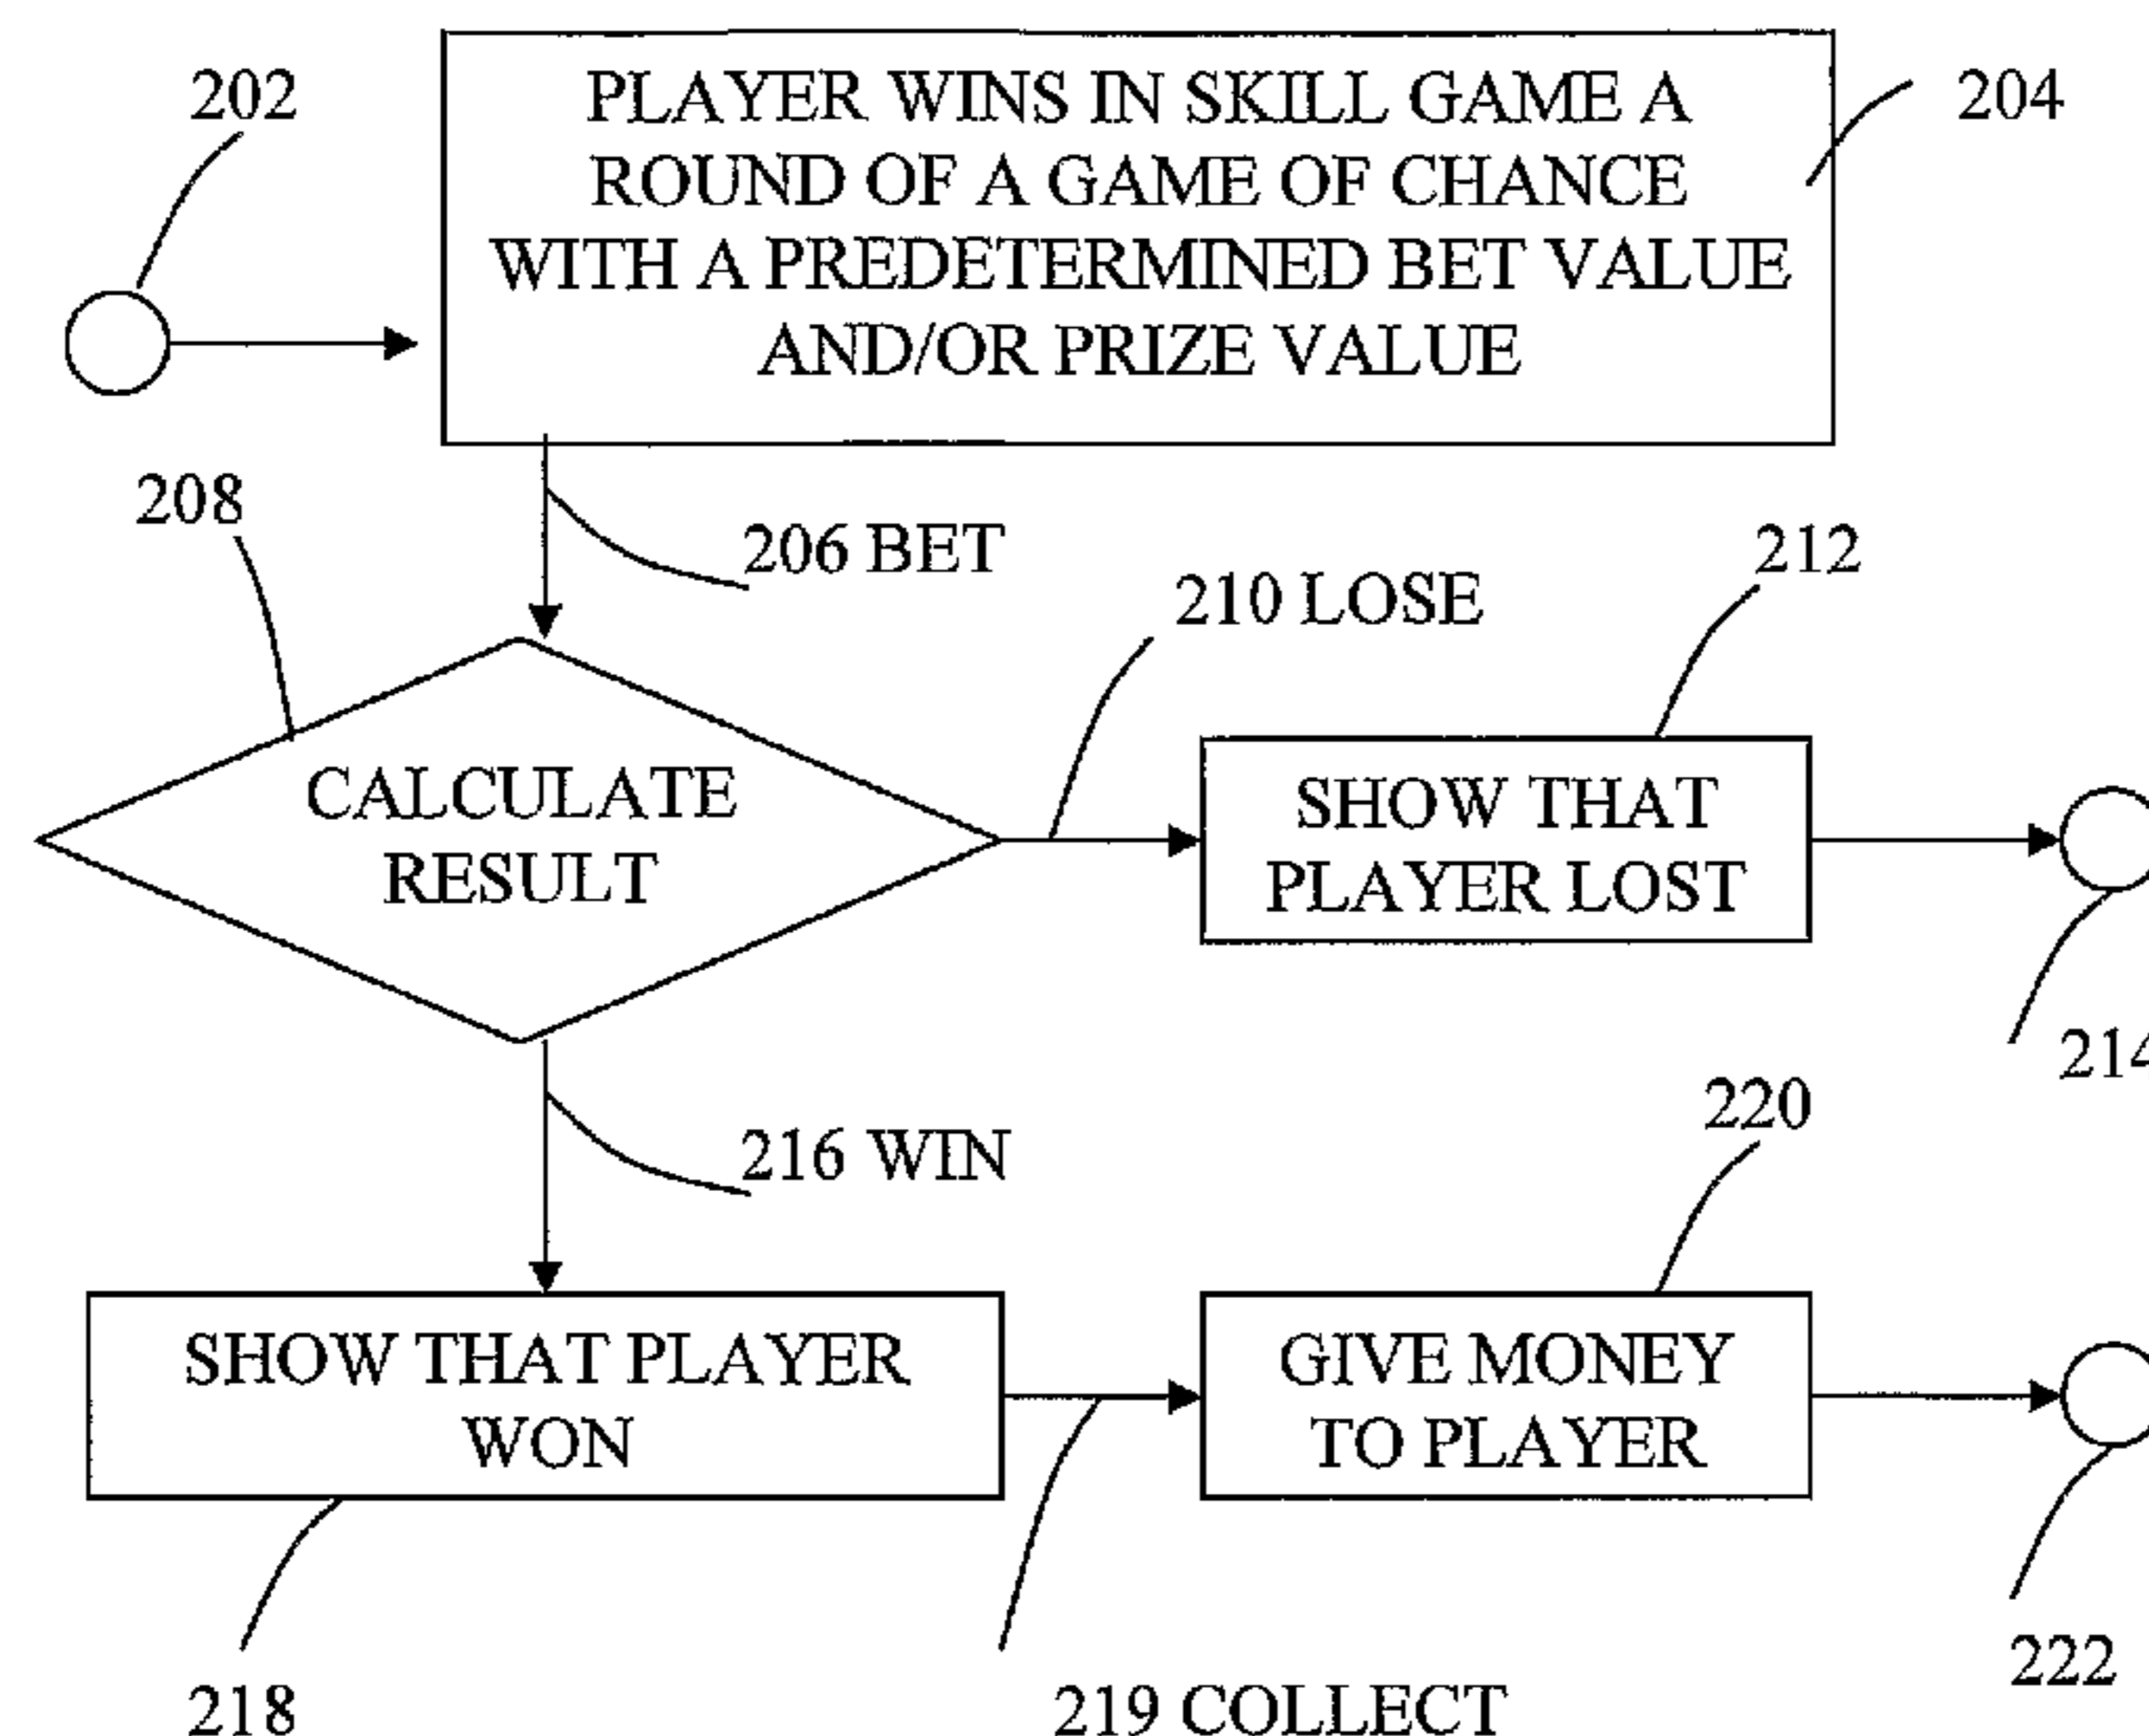 202
PLAYER WINS IN SKILL GAME A
ROUND OF A GAME OF CHANCE
WITH A PREDETERMINED BET VALUE
AND/OR PRIZE VALUE
204
208
206 BET
210 LOSE
212
CALCULATE
RESULT
SHOW THAT
PLAYER LOST
214
216 WIN
220
SHOW THAT PLAYER
WON
GIVE MONEY
TO PLAYER
218
219 COLLECT
222